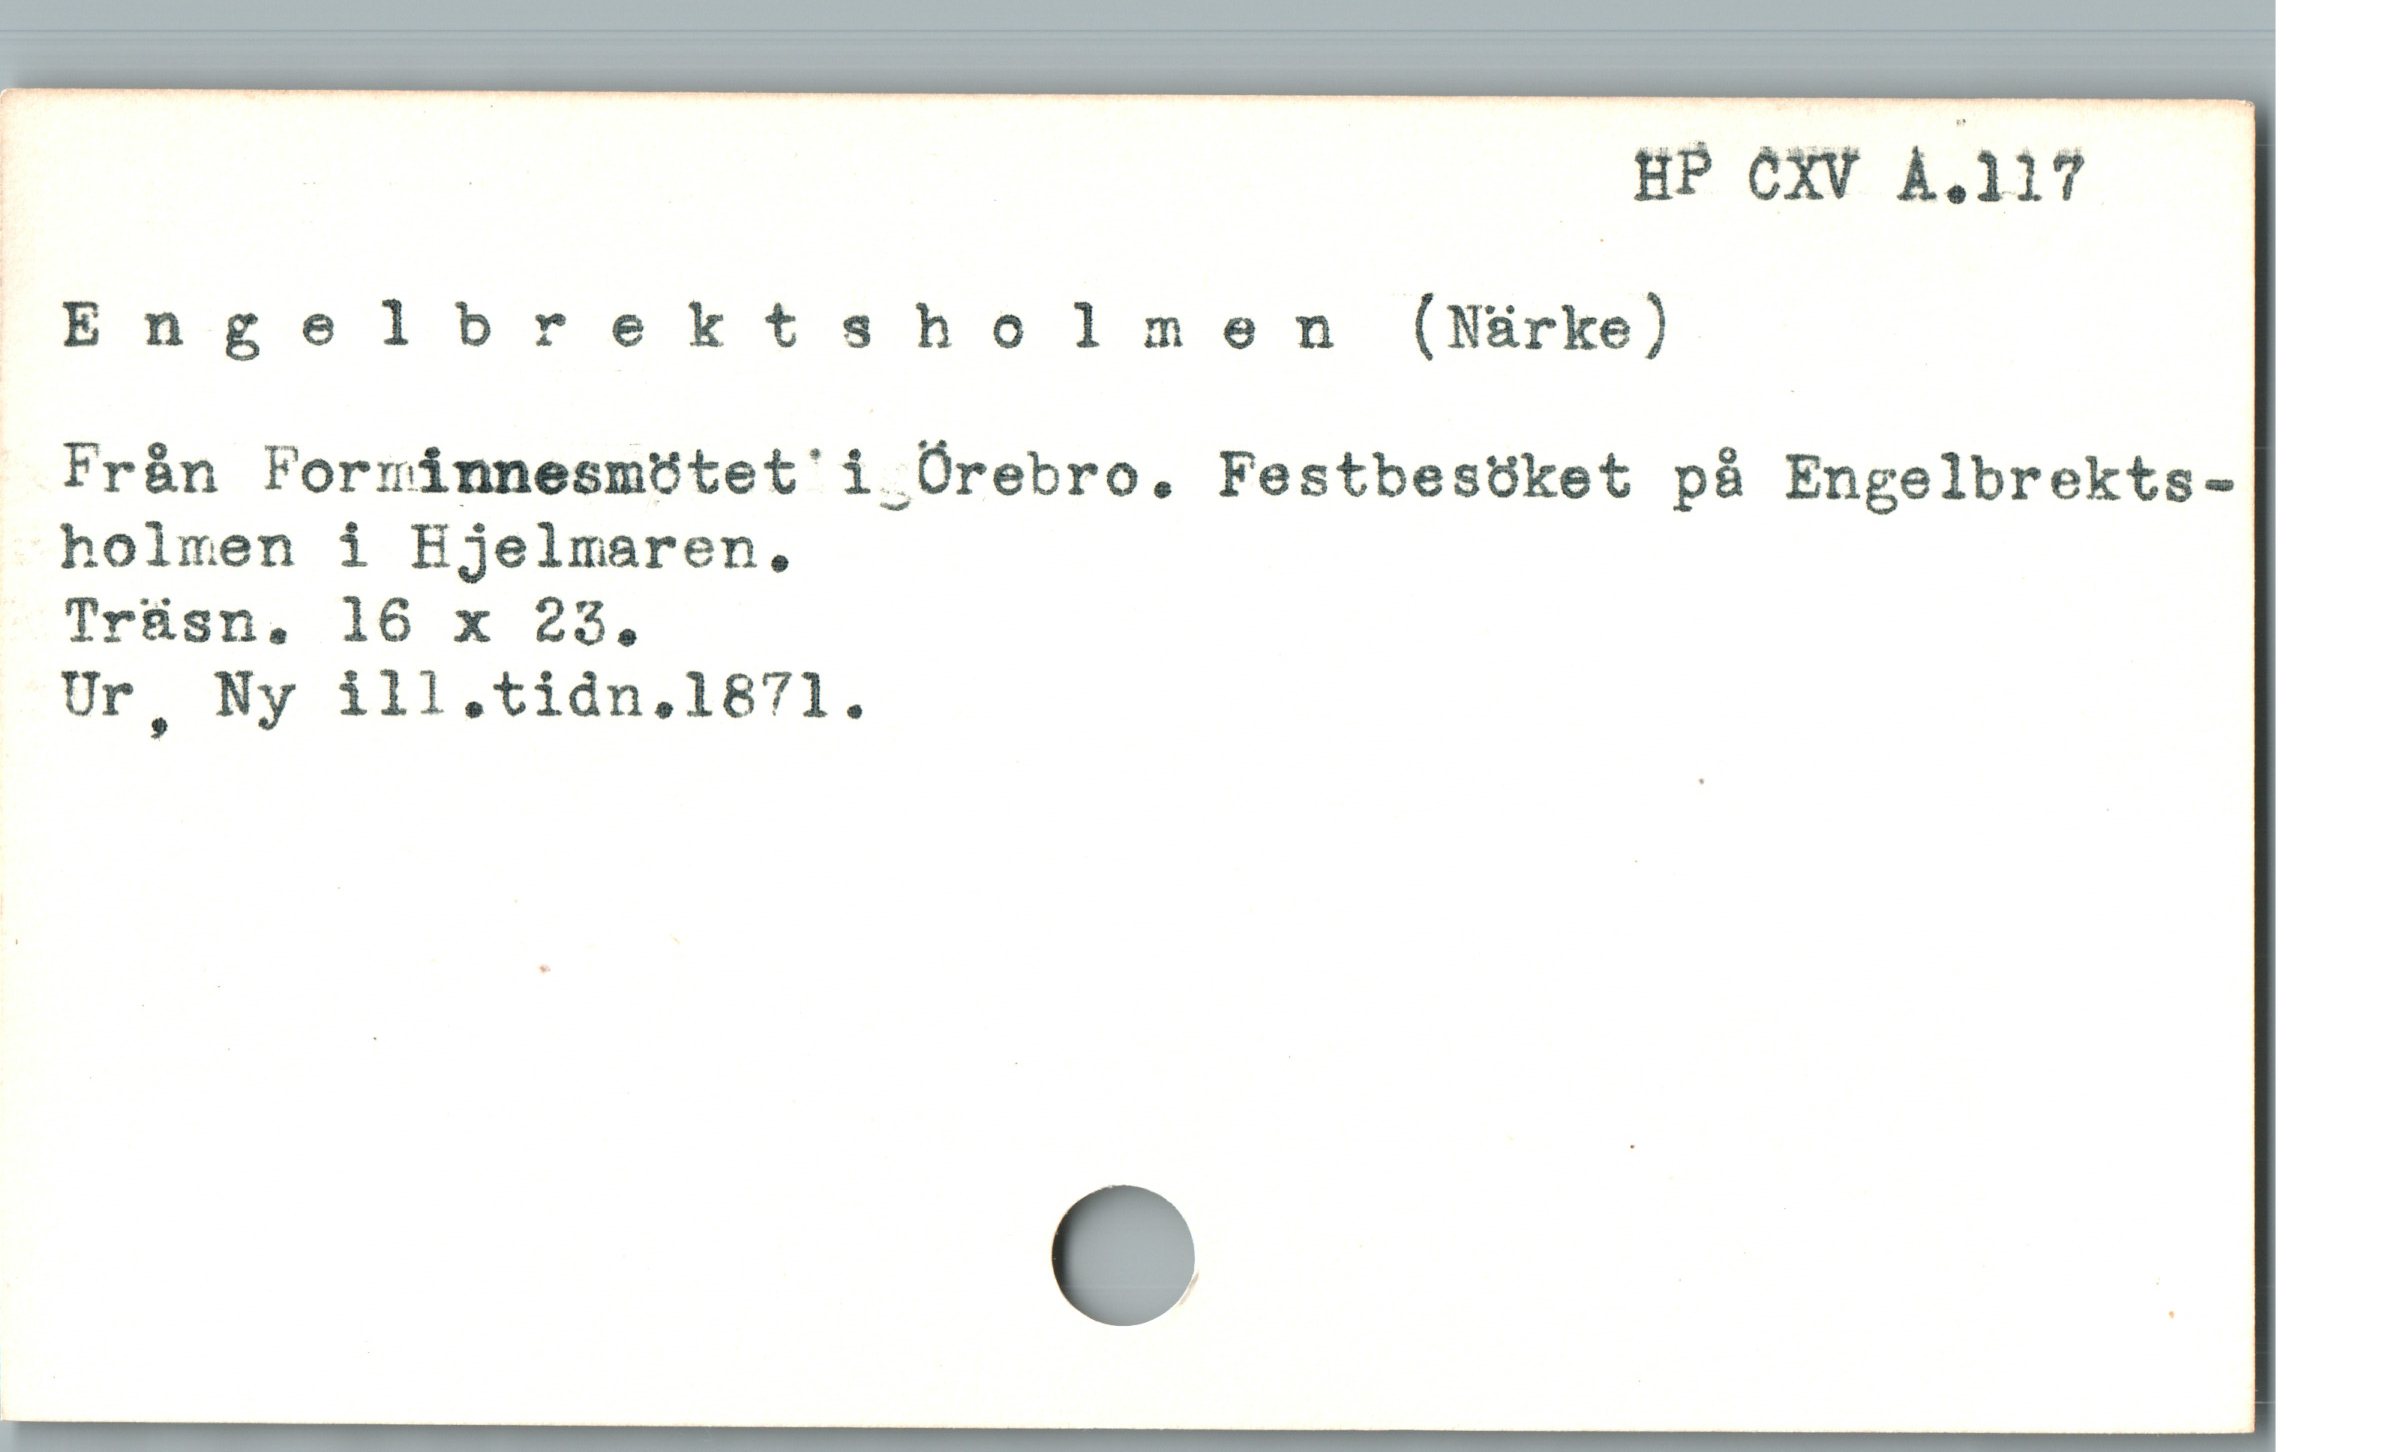 HP CXV A.117
Engelbrektsholmen (Närke)
Från Forminnesmötet i Örebro. Festbesöket på Engelbrekts-
holmen i Hjelmaren.
Träsn. 16 x 23.
Ur, Ny ill.tidn.1871.